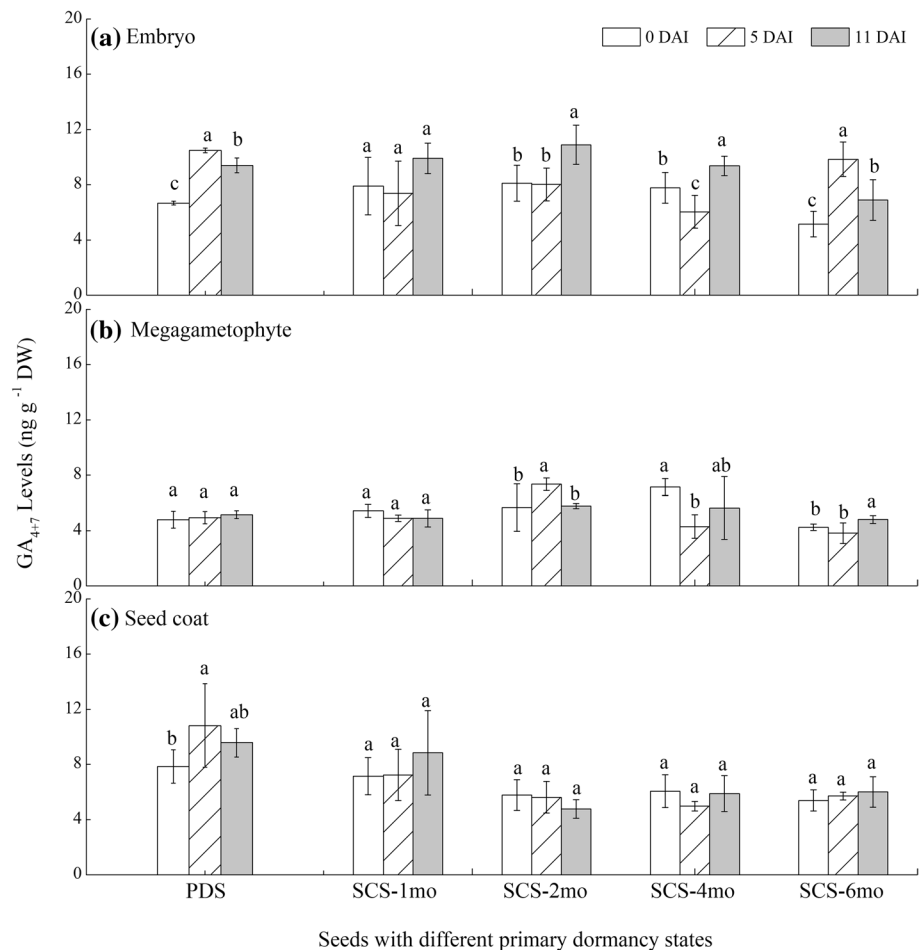 20
(a) Embryo
0 DAI 5 DAI 11 DAI
16
12
8
4
0
c a b
a a a
b b a
b c a
c a b
20
(b) Megagametophyte
16
12
8
4
0
a a a
a a a
b a b
a b ab
b b a
20
(c) Seed coat
16
12
8
4
0
b a ab
a a a
a a a
a a a
a a a
GA4+7 Levels (ng g -1 DW)
PDS SCS-1mo SCS-2mo SCS-4mo SCS-6mo
Seeds with different primary dormancy states